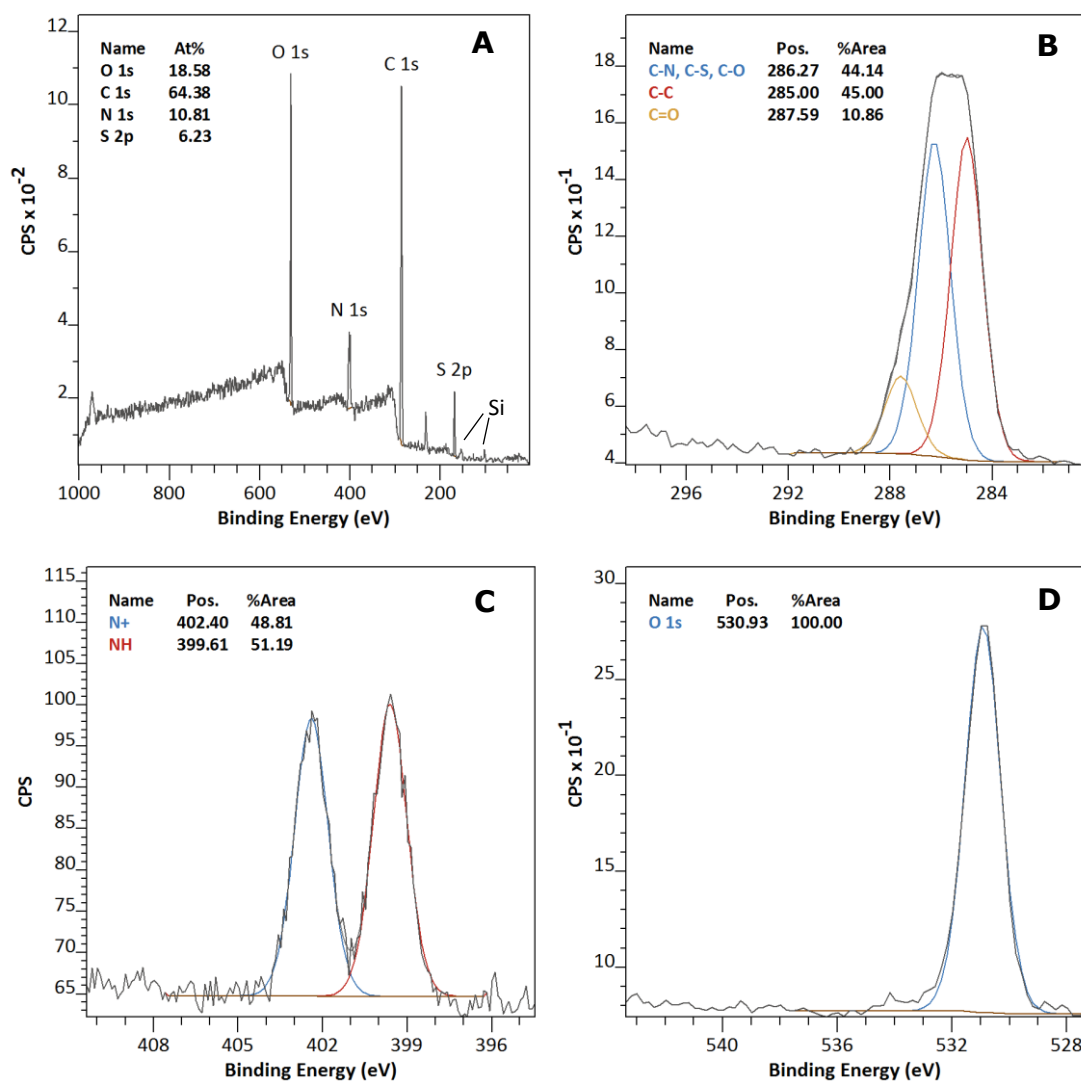 A
Name At%
O 1s 18.58
C 1s 64.38
N 1s 10.81
S 2p 6.23
O 1s
C 1s
N 1s
S 2p
Si
12
10
8
6
4
2
CPS x 10-2
1000 800 600 400 200
Binding Energy (eV)
B
Name Pos. %Area
C-N, C-S, C-O 286.27 44.14
C-C 285.00 45.00
C=O 287.59 10.86
18
16
14
12
10
8
6
4
CPS x 10-1
296 292 288 284
Binding Energy (eV)
C
Name Pos. %Area
N+ 402.40 48.81
NH 399.61 51.19
115
110
105
100
95
90
85
80
75
70
65
CPS
408 405 402 399 396
Binding Energy (eV)
D
Name Pos. %Area
O 1s 530.93 100.00
30
25
20
15
10
CPS x 10-1
540 536 532 528
Binding Energy (eV)